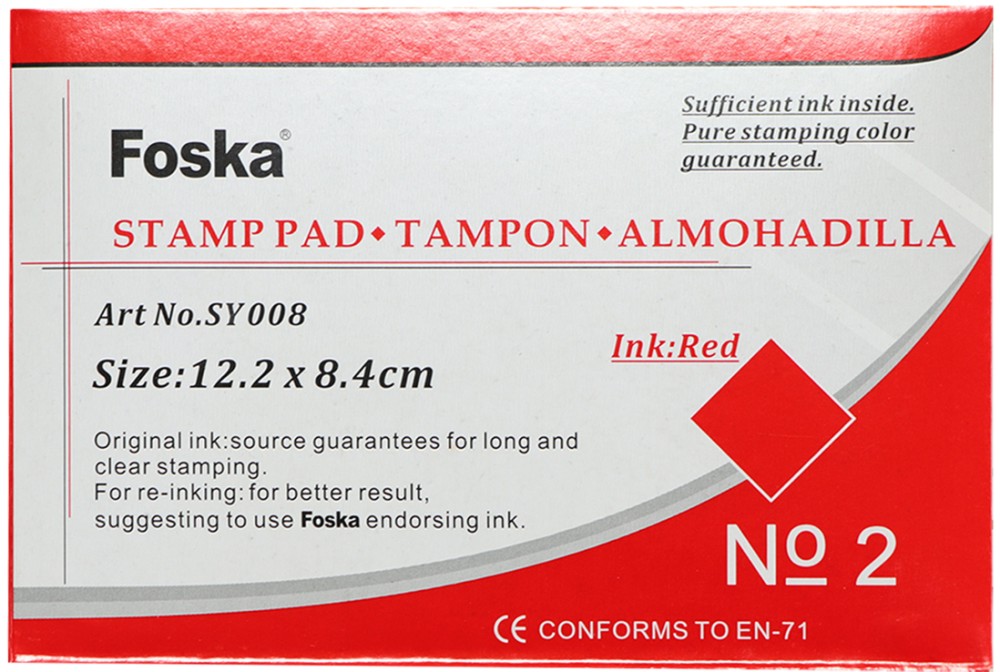 Sufficient ink inside.
Pure stamping color
guaranteed.
Foska®
STAMP PAD◆TAMPON◆ALMOHADILLA
Art No.SY008
Ink:Red
Size:12.2 x 8.4cm
Original ink:source guarantees for long and
clear stamping.
For re-inking: for better result,
suggesting to use Foska endorsing ink.
Nº 2
CE CONFORMS TO EN-71